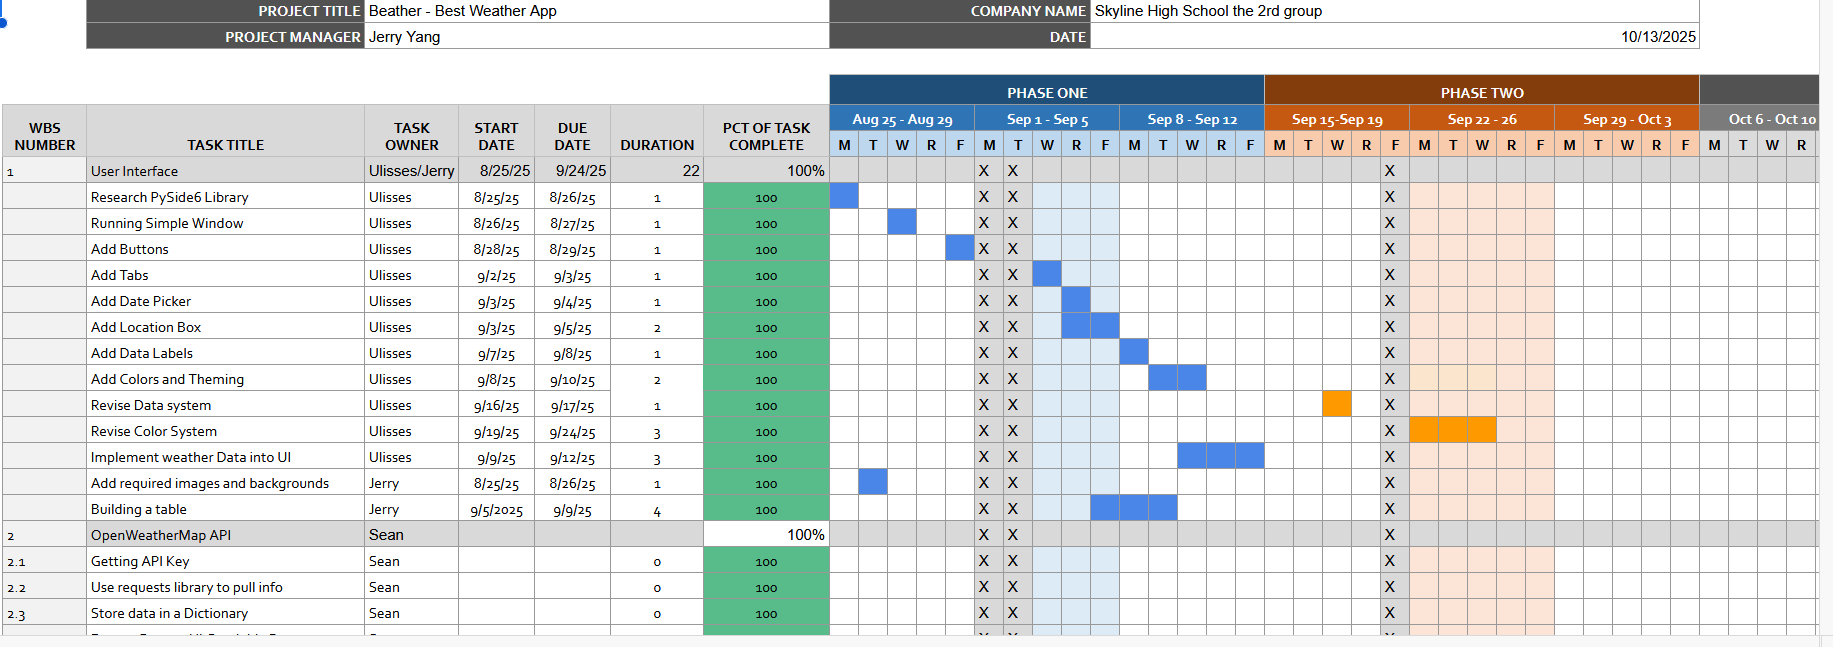 PROJECT TITLE Beather - Best Weather App COMPANY NAME Skyline High School the 2rd group
PROJECT MANAGER Jerry Yang DATE 10/13/2025
PHASE ONE PHASE TWO
Aug 25 - Aug 29 Sep 1 - Sep 5 Sep 8 - Sep 12 Sep 15-Sep 19 Sep 22 - 26 Sep 29 - Oct 3 Oct 6 - Oct 10
WBS NUMBER TASK TITLE TASK OWNER START DATE DUE DATE DURATION PCT OF TASK COMPLETE M T W R F M T W R F M T W R F M T W R F M T W R F M T W R F M T W R
1 User Interface Ulisses/Jerry 8/25/25 9/24/25 22 100% X X X
Research PySide6 Library Ulisses 8/25/25 8/26/25 1 100 X X X
Running Simple Window Ulisses 8/26/25 8/27/25 1 100 X X X
Add Buttons Ulisses 8/28/25 8/29/25 1 100 X X X
Add Tabs Ulisses 9/2/25 9/3/25 1 100 X X X
Add Date Picker Ulisses 9/3/25 9/4/25 1 100 X X X
Add Location Box Ulisses 9/3/25 9/5/25 2 100 X X X
Add Data Labels Ulisses 9/7/25 9/8/25 1 100 X X X
Add Colors and Theming Ulisses 9/8/25 9/10/25 2 100 X X X
Revise Data system Ulisses 9/16/25 9/17/25 1 100 X X X
Revise Color System Ulisses 9/19/25 9/24/25 3 100 X X X
Implement weather Data into UI Ulisses 9/9/25 9/12/25 3 100 X X X
Add required images and backgrounds Jerry 8/25/25 8/26/25 1 100 X X X
Building a table Jerry 9/5/2025 9/9/25 4 100 X X X
2 OpenWeatherMap API Sean 100% X X X
2.1 Getting API Key Sean 0 100 X X X
2.2 Use requests library to pull info Sean 0 100 X X X
2.3 Store data in a Dictionary Sean 0 100 X X X